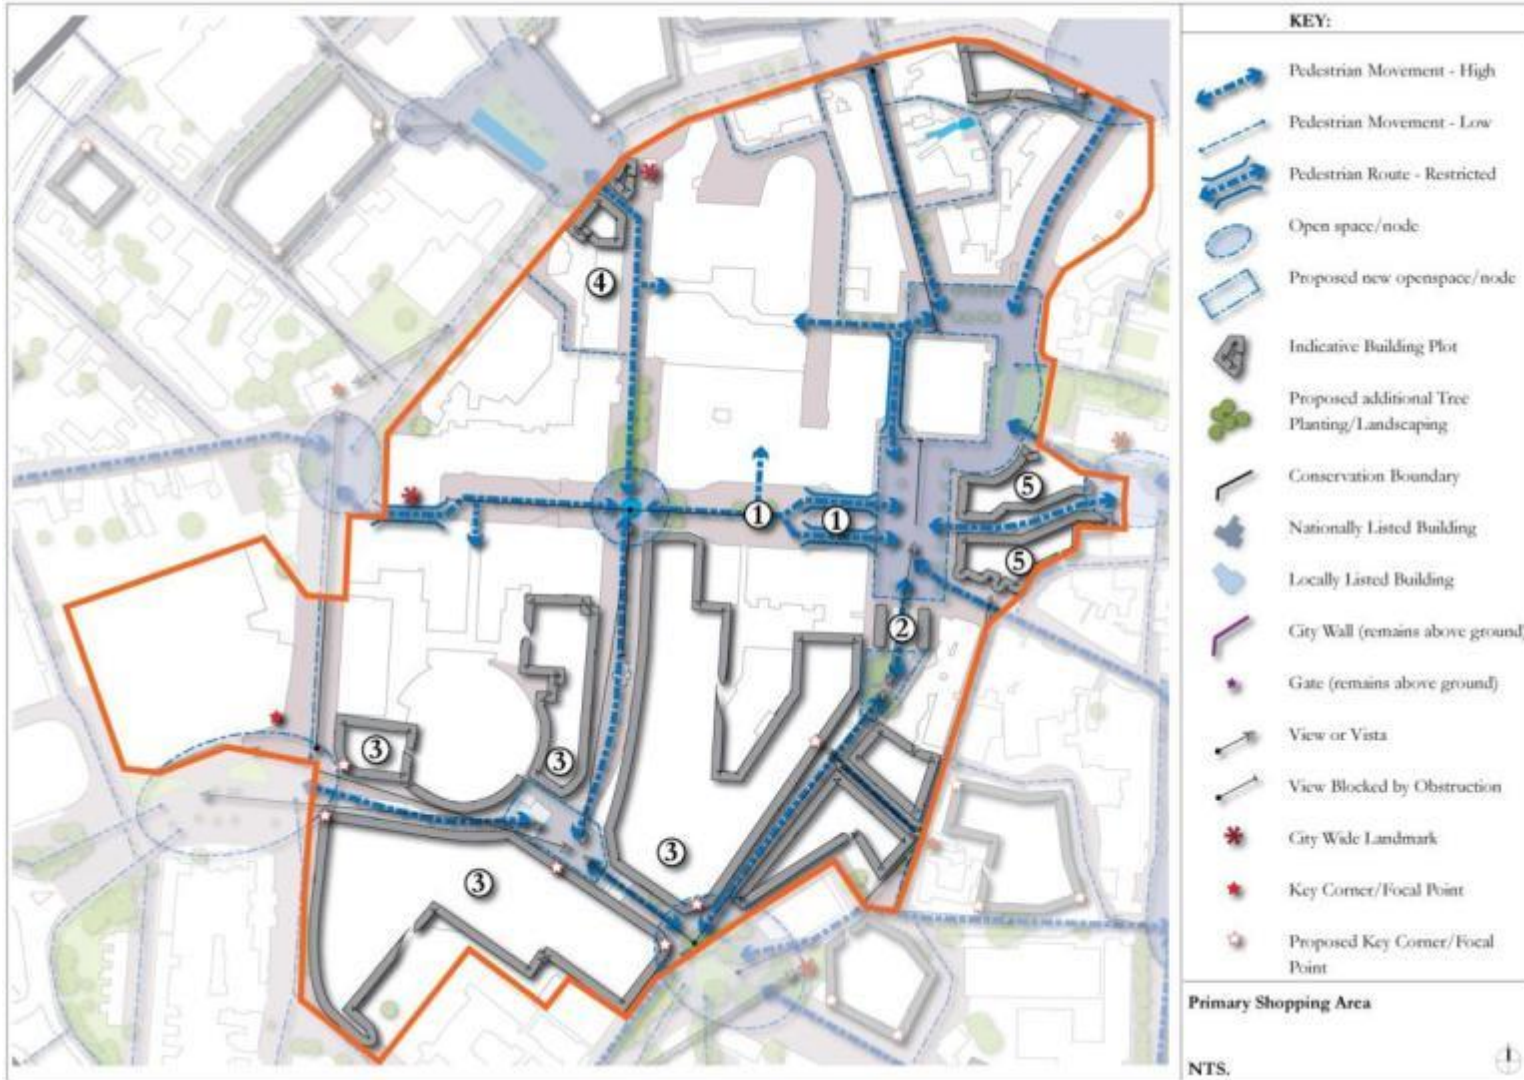 KEY:
Pedestrian Movement - High
Pedestrian Movement - Low
Pedestrian Route - Restricted
Open space/node
Proposed new openspace/node
Indicative Building Plot
Proposed additional Tree
Planting/Landscaping
Conservation Boundary
Nationally Listed Building
Locally Listed Building
City Wall (remains above ground)
Gate (remains above ground)
View or Vista
View Blocked by Obstruction
City Wide Landmark
Key Corner/Focal Point
Proposed Key Corner/Focal
Point
Primary Shopping Area
NTS.
4
5
1
1
5
2
3
3
3
3